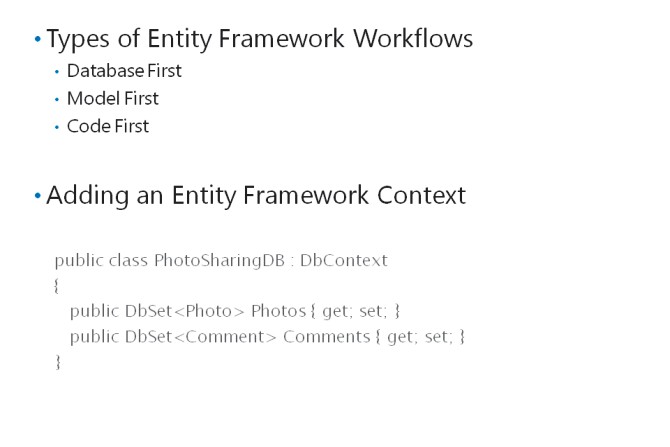 • Types of Entity Framework Workflows
• Database First
• Model First
• Code First
• Adding an Entity Framework Context
public class PhotoSharingDB : DbContext
{
public DbSet<Photo> Photos { get; set; }
public DbSet<Comment> Comments { get; set; }
}